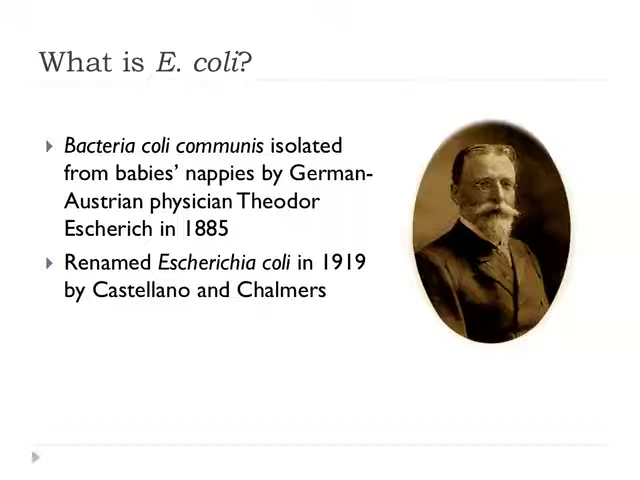 What is E. coli?
Bacteria coli communis isolated
from babies’ nappies by German-
Austrian physician Theodor
Escherich in 1885
Renamed Escherichia coli in 1919
by Castellano and Chalmers